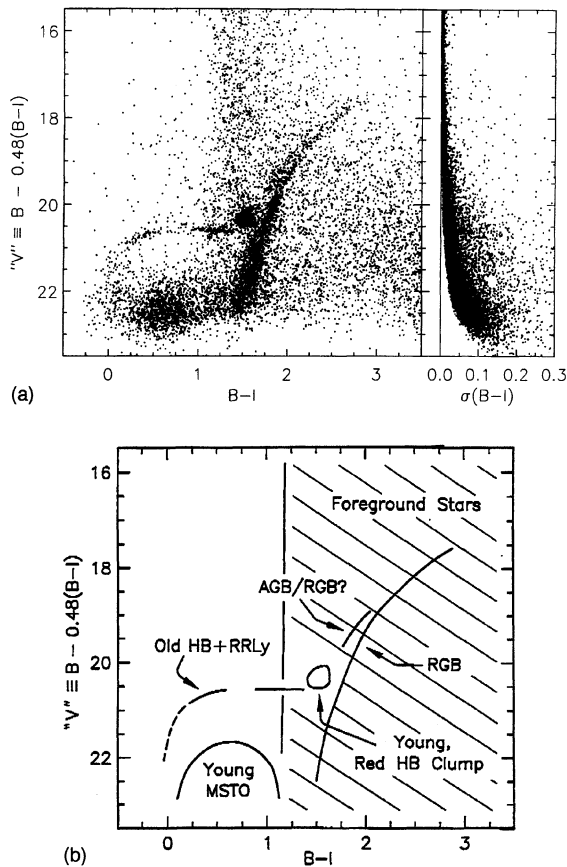 "V" ≡ B − 0.48(B−I)
16
18
20
22
0
1
2
3
B−I
0.0 0.1 0.2 0.3
σ(B−I)
(a)
"V" ≡ B − 0.48(B−I)
16
18
20
22
Foreground Stars
AGB/RGB?
Old HB+RRLy
RGB
Young,
Red HB Clump
Young
MSTO
0
1
2
3
B−I
(b)